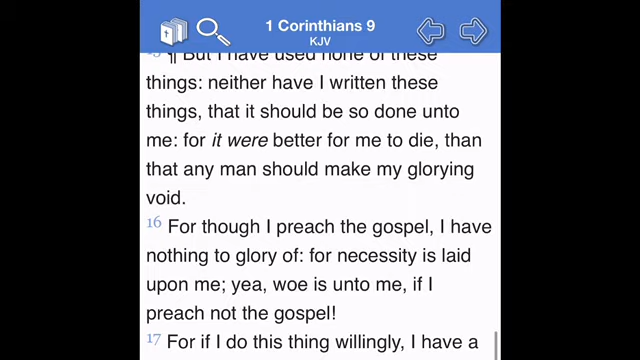 1 Corinthians 9
KJV
15 ¶ But I have used none of these
things: neither have I written these
things, that it should be so done unto
me: for it were better for me to die, than
that any man should make my glorying
void.
16 For though I preach the gospel, I have
nothing to glory of: for necessity is laid
upon me; yea, woe is unto me, if I
preach not the gospel!
17 For if I do this thing willingly, I have a